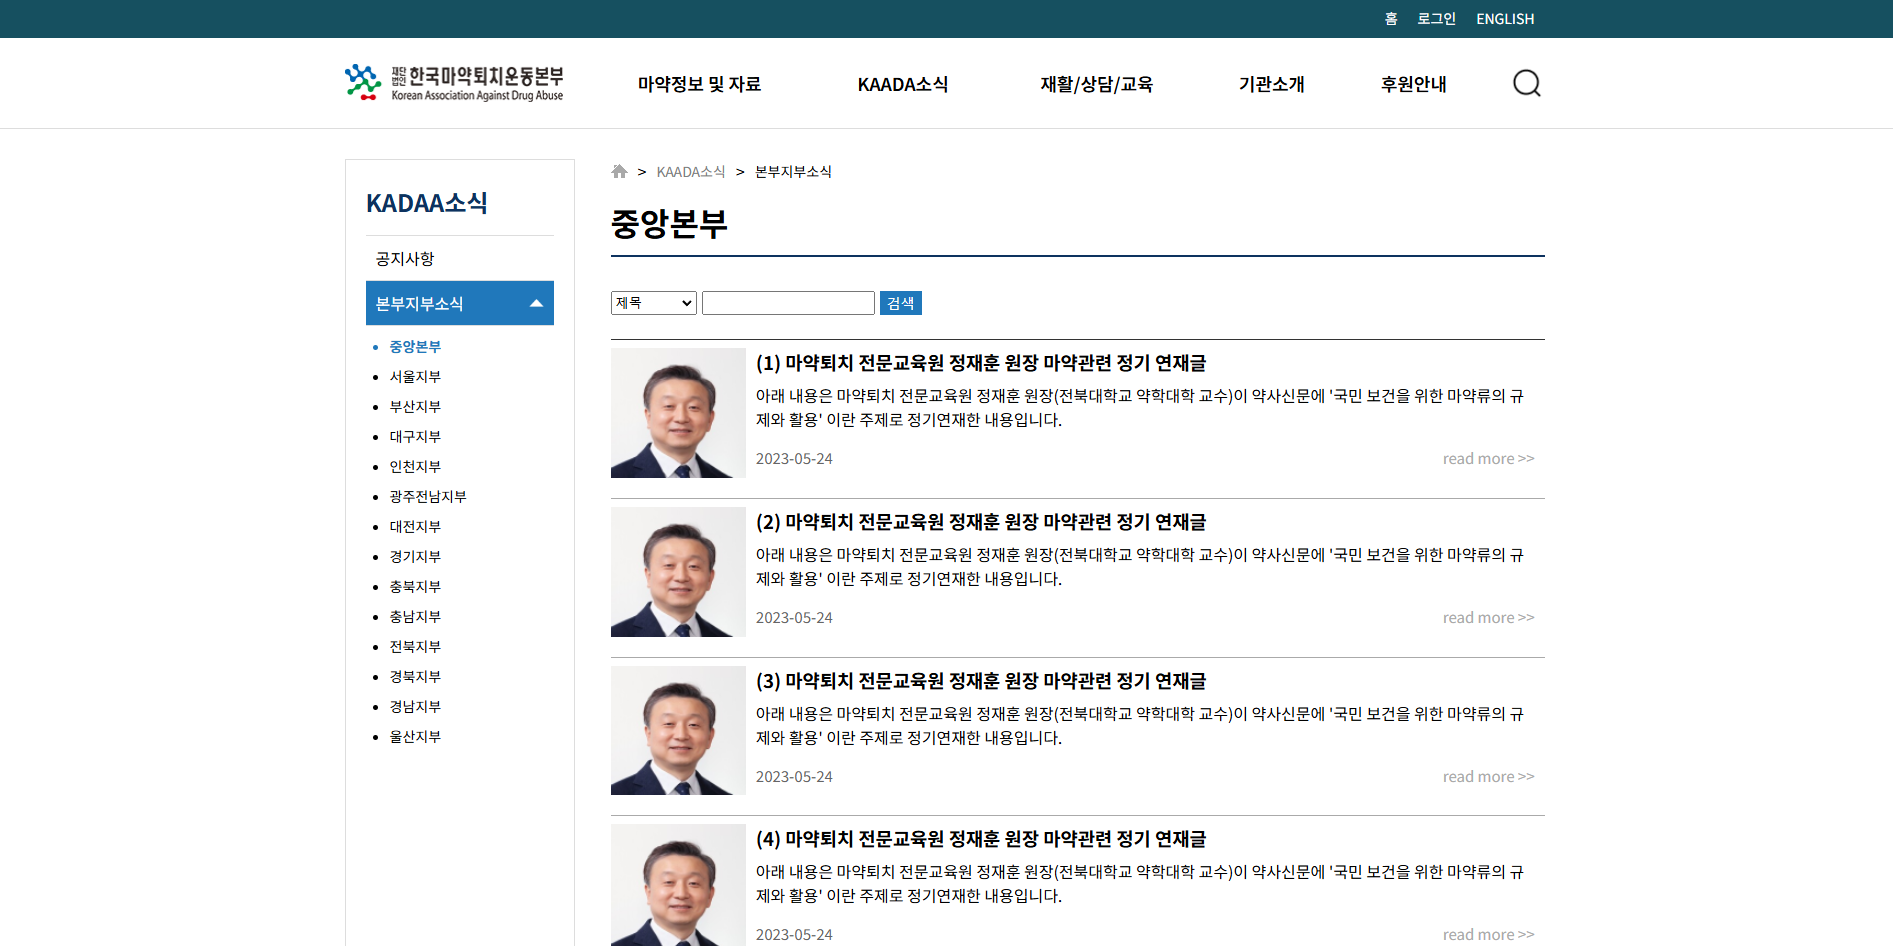 홈 로그인 ENGLISH
재단법인 한국마약퇴치운동본부
Korean Association Against Drug Abuse
마약정보 및 자료 KAADA소식 재활/상담/교육 기관소개 후원안내
> KAADA소식 > 본부지부소식
KADAA소식
공지사항
본부지부소식
중앙본부
서울지부
부산지부
대구지부
인천지부
광주전남지부
대전지부
경기지부
충북지부
충남지부
전북지부
경북지부
경남지부
울산지부
중앙본부
제목 검색
(1) 마약퇴치 전문교육원 정재훈 원장 마약관련 정기 연재글
아래 내용은 마약퇴치 전문교육원 정재훈 원장(전북대학교 약학대학 교수)이 약사신문에 '국민 보건을 위한 마약류의 규
제와 활용' 이란 주제로 정기연재한 내용입니다.
2023-05-24 read more >>
(2) 마약퇴치 전문교육원 정재훈 원장 마약관련 정기 연재글
아래 내용은 마약퇴치 전문교육원 정재훈 원장(전북대학교 약학대학 교수)이 약사신문에 '국민 보건을 위한 마약류의 규
제와 활용' 이란 주제로 정기연재한 내용입니다.
2023-05-24 read more >>
(3) 마약퇴치 전문교육원 정재훈 원장 마약관련 정기 연재글
아래 내용은 마약퇴치 전문교육원 정재훈 원장(전북대학교 약학대학 교수)이 약사신문에 '국민 보건을 위한 마약류의 규
제와 활용' 이란 주제로 정기연재한 내용입니다.
2023-05-24 read more >>
(4) 마약퇴치 전문교육원 정재훈 원장 마약관련 정기 연재글
아래 내용은 마약퇴치 전문교육원 정재훈 원장(전북대학교 약학대학 교수)이 약사신문에 '국민 보건을 위한 마약류의 규
제와 활용' 이란 주제로 정기연재한 내용입니다.
2023-05-24 read more >>